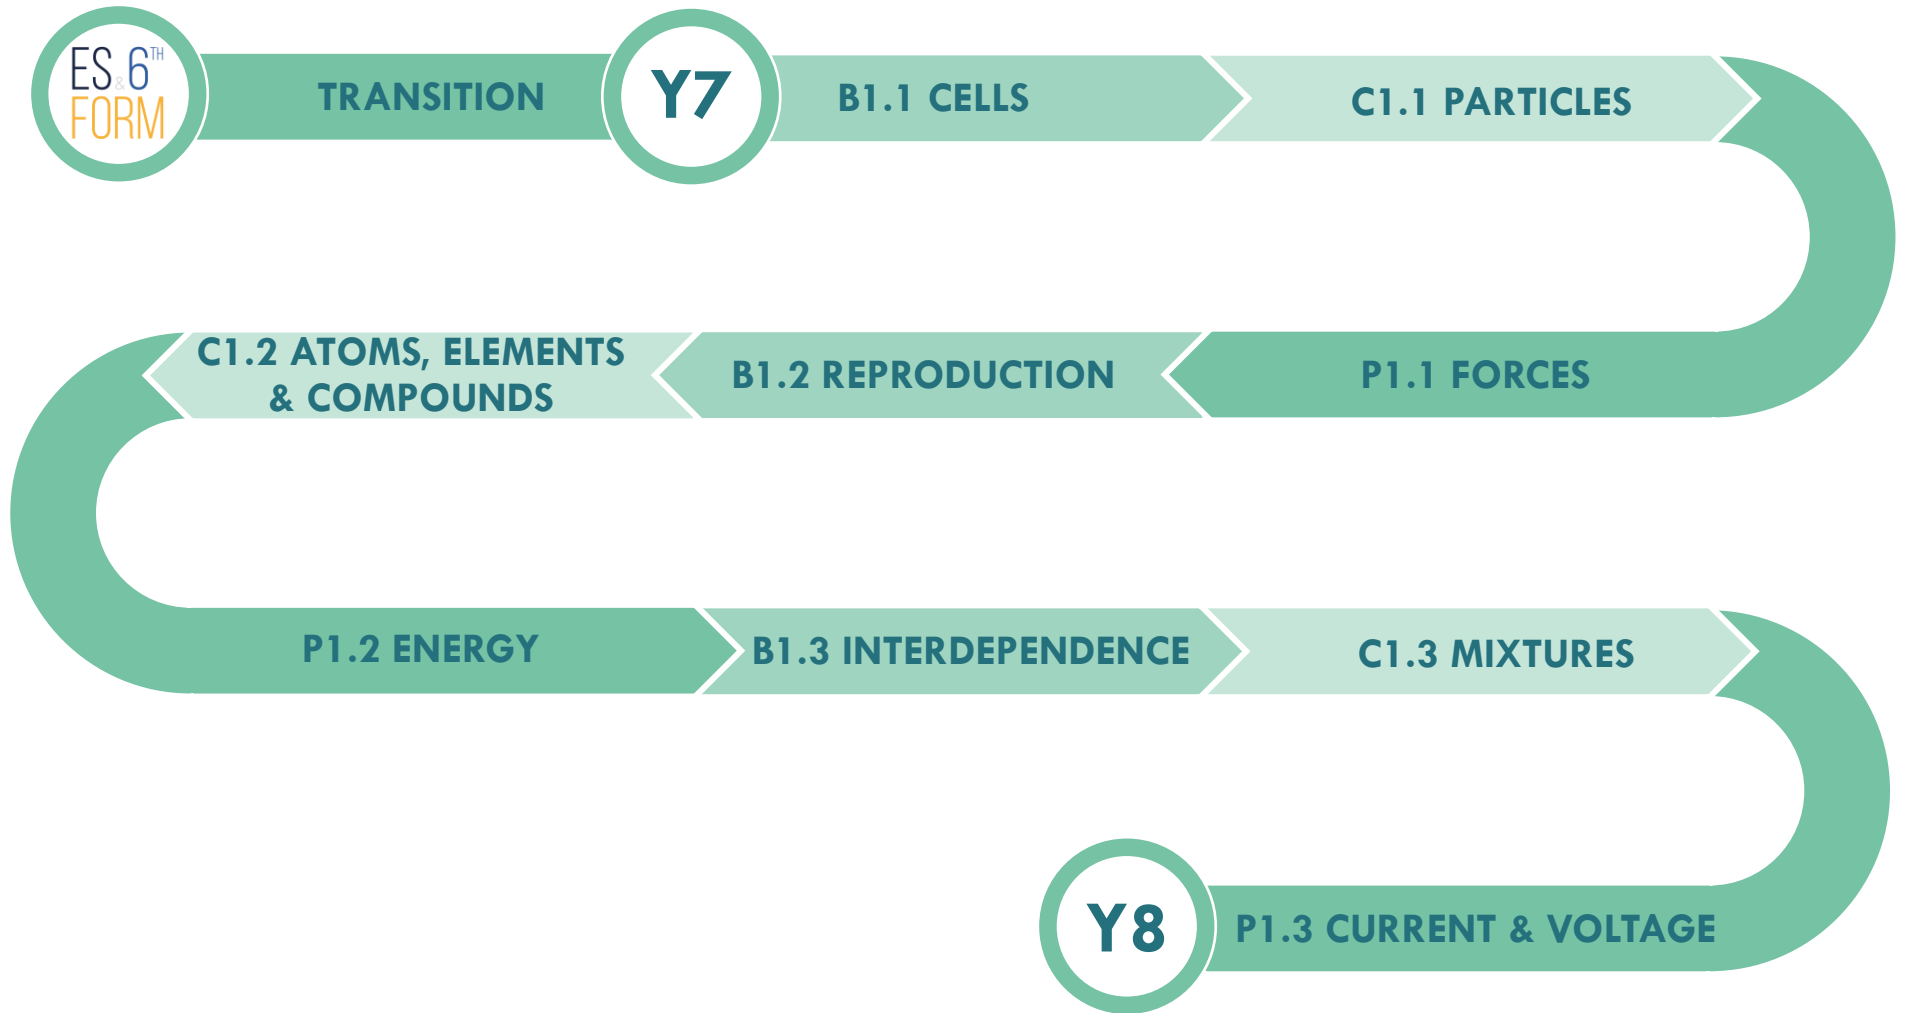 ES & 6TH
FORM
TRANSITION
Y7
B1.1 CELLS
C1.1 PARTICLES
P1.1 FORCES
B1.2 REPRODUCTION
C1.2 ATOMS, ELEMENTS
& COMPOUNDS
P1.2 ENERGY
B1.3 INTERDEPENDENCE
C1.3 MIXTURES
P1.3 CURRENT & VOLTAGE
Y8